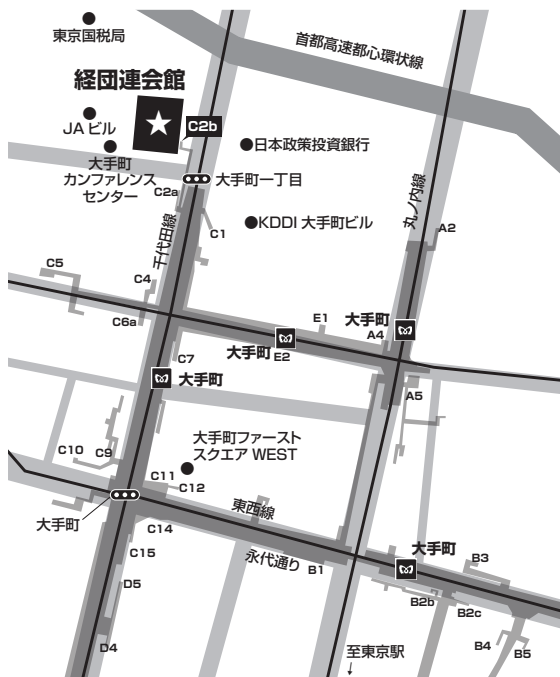 東京国税局
首都高速都心環状線
経団連会館
JAビル
C2b
日本政策投資銀行
大手町
カンファレンス
センター
大手町一丁目
C2a
丸ノ内線
KDDI 大手町ビル
A2
C1
千代田線
C5
C4
C6a
E1
大手町
A4
大手町
E2
C7
大手町
A5
大手町ファースト
スクエア WEST
C10
C9
C11
C12
大手町
東西線
C14
永代通り
C15
B1
大手町
B3
D5
B2b
B2c
D4
B4
B5
至東京駅